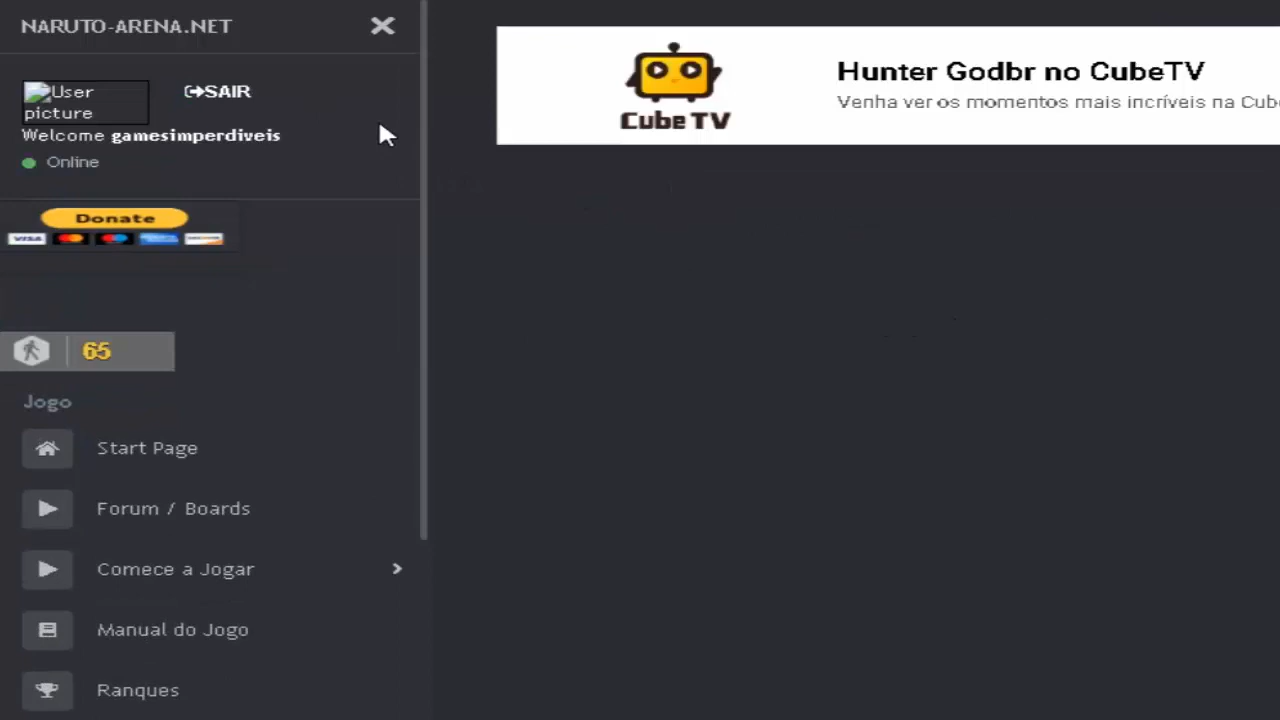 NARUTO-ARENA.NET
User picture
SAIR
Welcome gamesimperdiveis
Online
Donate
VISA
65
Jogo
Start Page
Forum / Boards
Comece a Jogar
Manual do Jogo
Ranques
Cube TV
Hunter Godbr no CubeTV
Venha ver os momentos mais incríveis na Cube